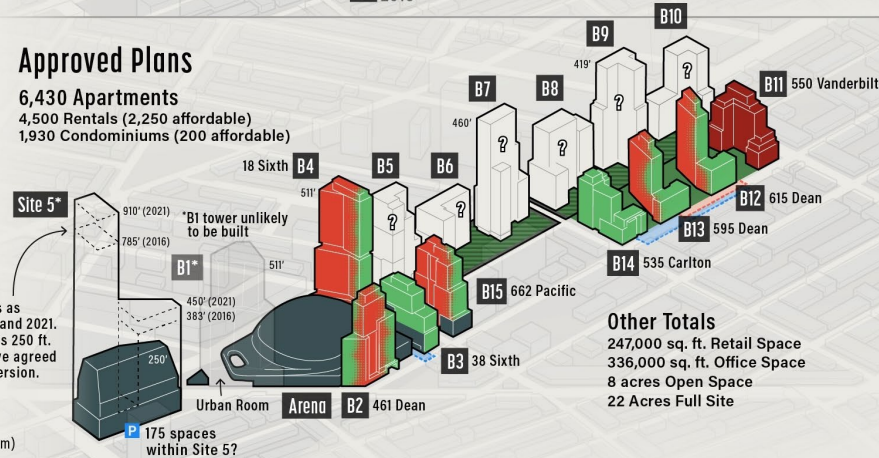 Approved Plans
6,430 Apartments
4,500 Rentals (2,250 affordable)
1,930 Condominiums (200 affordable)
B10
B9
419'
?
?
B11 550 Vanderbilt
B7
B8
460'
?
?
18 Sixth B4
B5
B6
511'
?
?
Site 5*
910' (2021)
785' (2016)
*B1 tower unlikely
to be built
B1*
511'
B12 615 Dean
B13 595 Dean
B14 535 Carlton
B15 662 Pacific
s as
and 2021.
s 250 ft.
ve agreed
ersion.
450' (2021)
383' (2016)
250'
B3 38 Sixth
Urban Room
Arena
B2 461 Dean
P 175 spaces
within Site 5?
m)
Other Totals
247,000 sq. ft. Retail Space
336,000 sq. ft. Office Space
8 acres Open Space
22 Acres Full Site